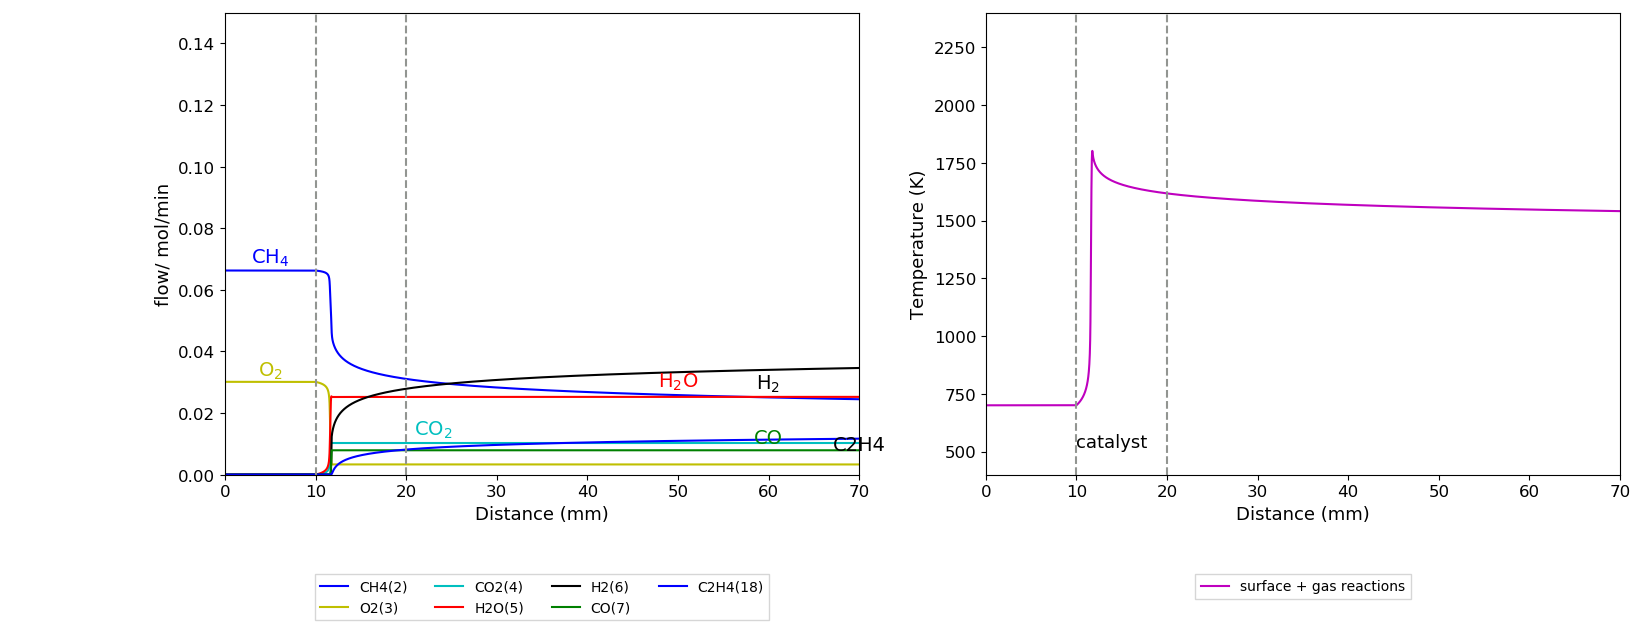 0.14
0.12
0.10
0.08
0.06
0.04
0.02
0.00
flow/ mol/min
CH4
O2
CO2
H2O
H2
CO
C2H4
0 10 20 30 40 50 60 70
Distance (mm)
CH4(2) CO2(4) H2(6) C2H4(18)
O2(3) H2O(5) CO(7)
2250
2000
1750
1500
1250
1000
750
500
Temperature (K)
catalyst
0 10 20 30 40 50 60 70
Distance (mm)
surface + gas reactions